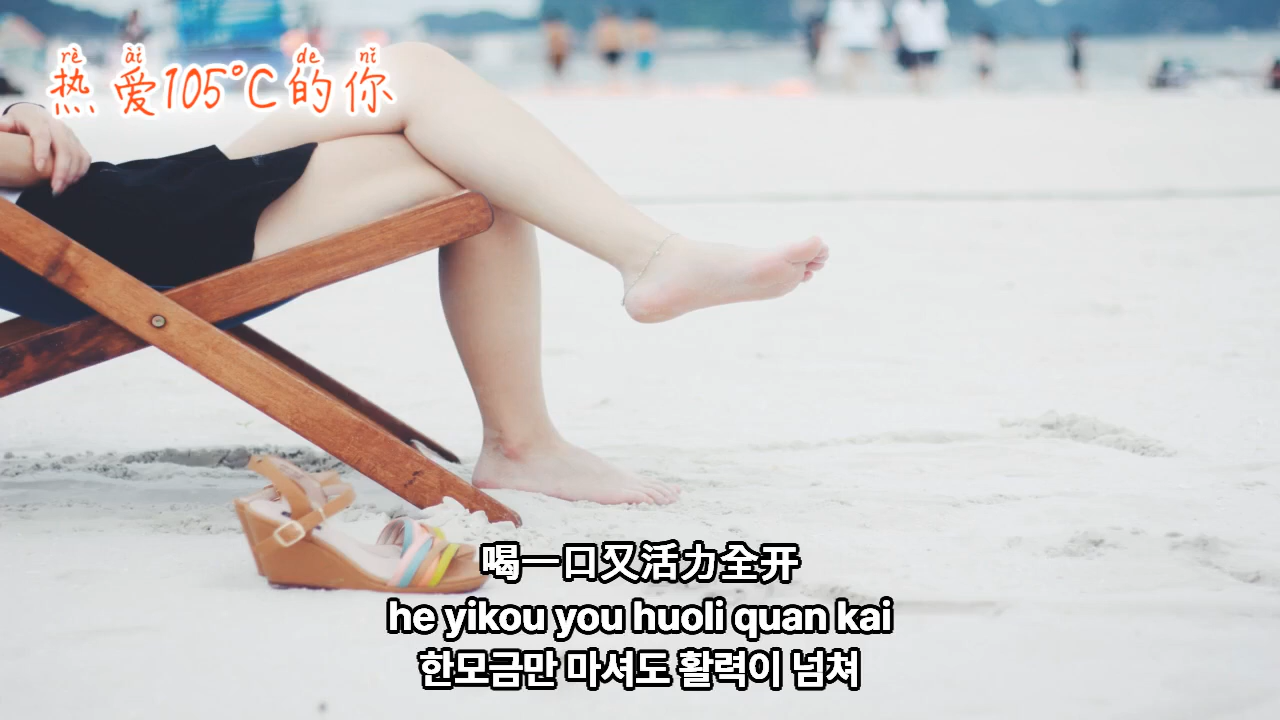 rè ài de nǐ
热爱105°C的你
喝一口又活力全开
he yikou you huoli quan kai
한모금만 마셔도 활력이 넘쳐